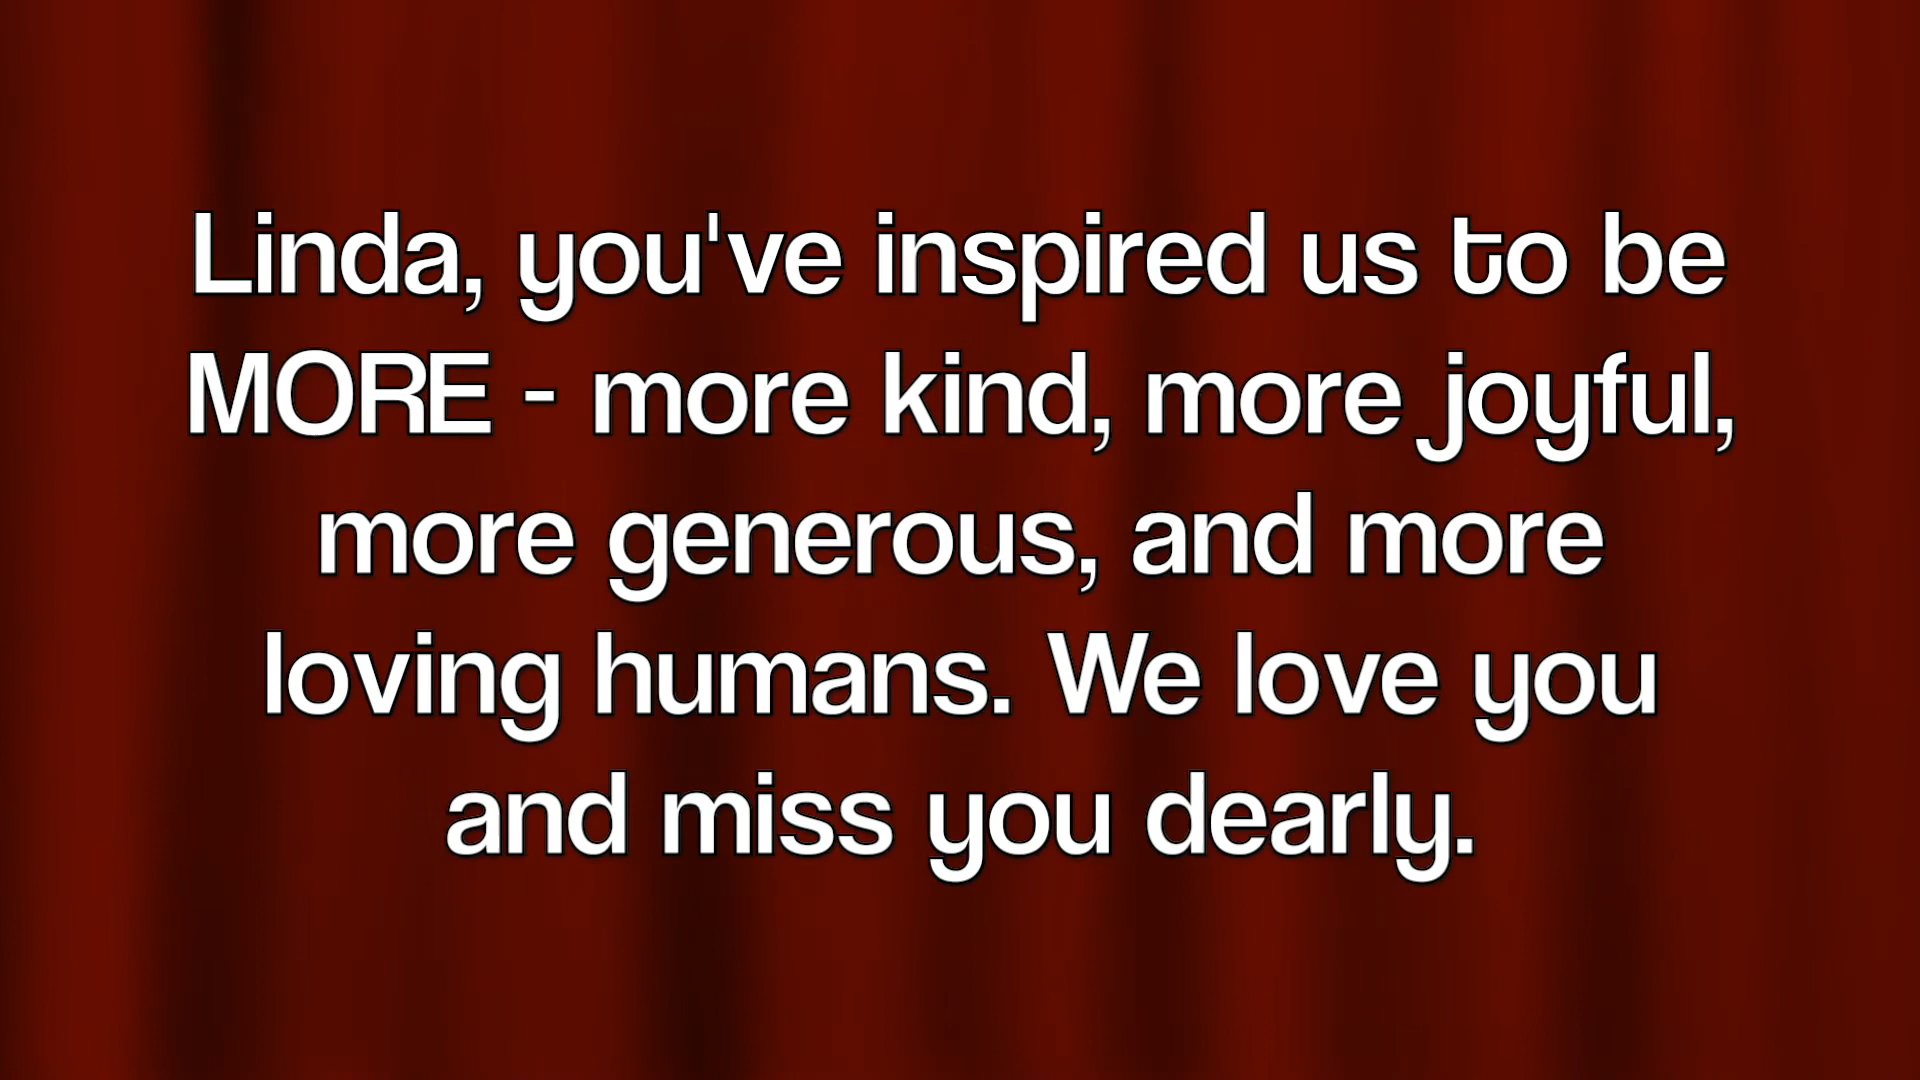 Linda, you've inspired us to be
MORE - more kind, more joyful,
more generous, and more
loving humans. We love you
and miss you dearly.